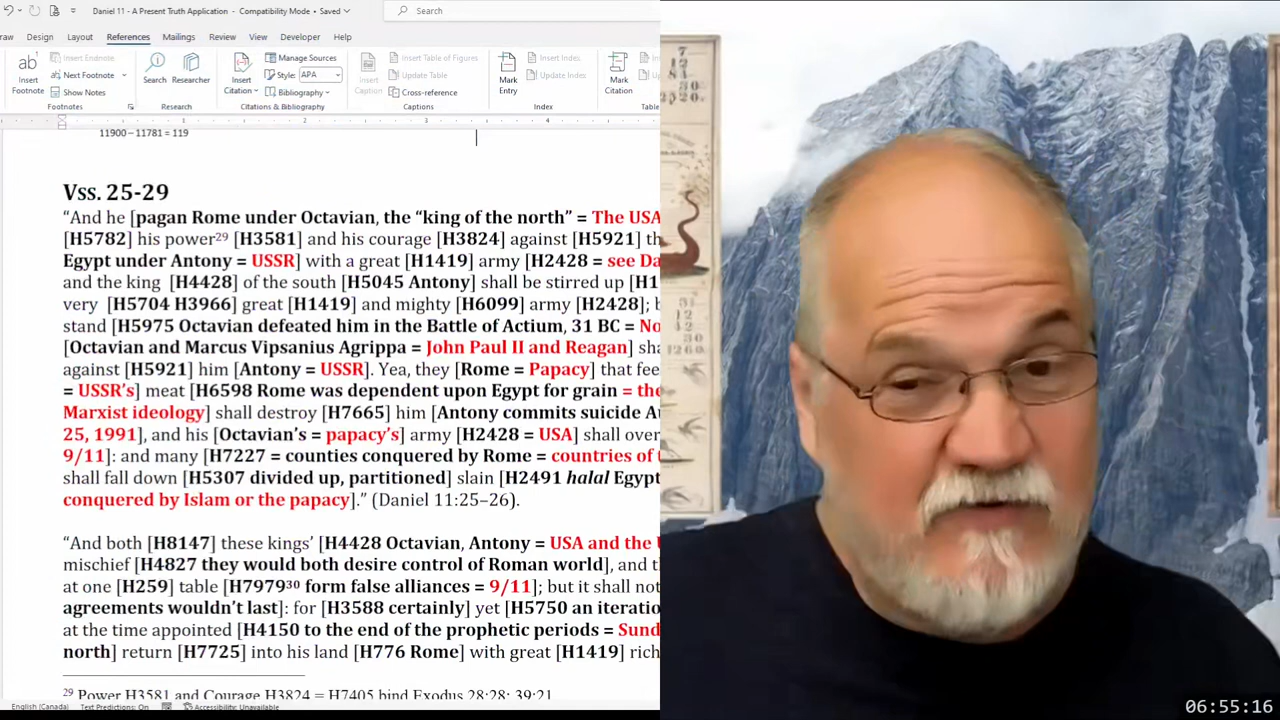 Daniel 11 - A Present Truth Application - Compatibility Mode • Saved
Search
raw Design Layout References Mailings Review View Developer Help
ab
Insert Footnote
Insert Endnote
Next Footnote
Show Notes
Footnotes
Search
Researcher
Research
Insert Citation
Manage Sources
Style: APA
Bibliography
Citations & Bibliography
Insert Caption
Insert Table of Figures
Update Table
Cross-reference
Captions
Mark Entry
Insert Index
Update Index
Index
Mark Citation
Table
11900 – 11781 = 119
Vss. 25-29
“And he [pagan Rome under Octavian, the “king of the north” = The USA
[H5782] his power29 [H3581] and his courage [H3824] against [H5921] th
Egypt under Antony = USSR] with a great [H1419] army [H2428 = see Da
and the king [H4428] of the south [H5045 Antony] shall be stirred up [H1
very [H5704 H3966] great [H1419] and mighty [H6099] army [H2428]; b
stand [H5975 Octavian defeated him in the Battle of Actium, 31 BC = No
[Octavian and Marcus Vipsanius Agrippa = John Paul II and Reagan] sha
against [H5921] him [Antony = USSR]. Yea, they [Rome = Papacy] that fee
= USSR’s] meat [H6598 Rome was dependent upon Egypt for grain = the
Marxist ideology] shall destroy [H7665] him [Antony commits suicide Au
25, 1991], and his [Octavian’s = papacy’s] army [H2428 = USA] shall over
9/11]: and many [H7227 = counties conquered by Rome = countries of t
shall fall down [H5307 divided up, partitioned] slain [H2491 halal Egypt
conquered by Islam or the papacy].” (Daniel 11:25–26).
“And both [H8147] these kings’ [H4428 Octavian, Antony = USA and the U
mischief [H4827 they would both desire control of Roman world], and th
at one [H259] table [H797930 form false alliances = 9/11]; but it shall not
agreements wouldn’t last]: for [H3588 certainly] yet [H5750 an iteratio
at the time appointed [H4150 to the end of the prophetic periods = Sund
north] return [H7725] into his land [H776 Rome] with great [H1419] rich
29 Power H3581 and Courage H3824 = H7405 bind Exodus 28:28; 39:21
English (Canada) Text Predictions: On Accessibility: Unavailable
06:55:16